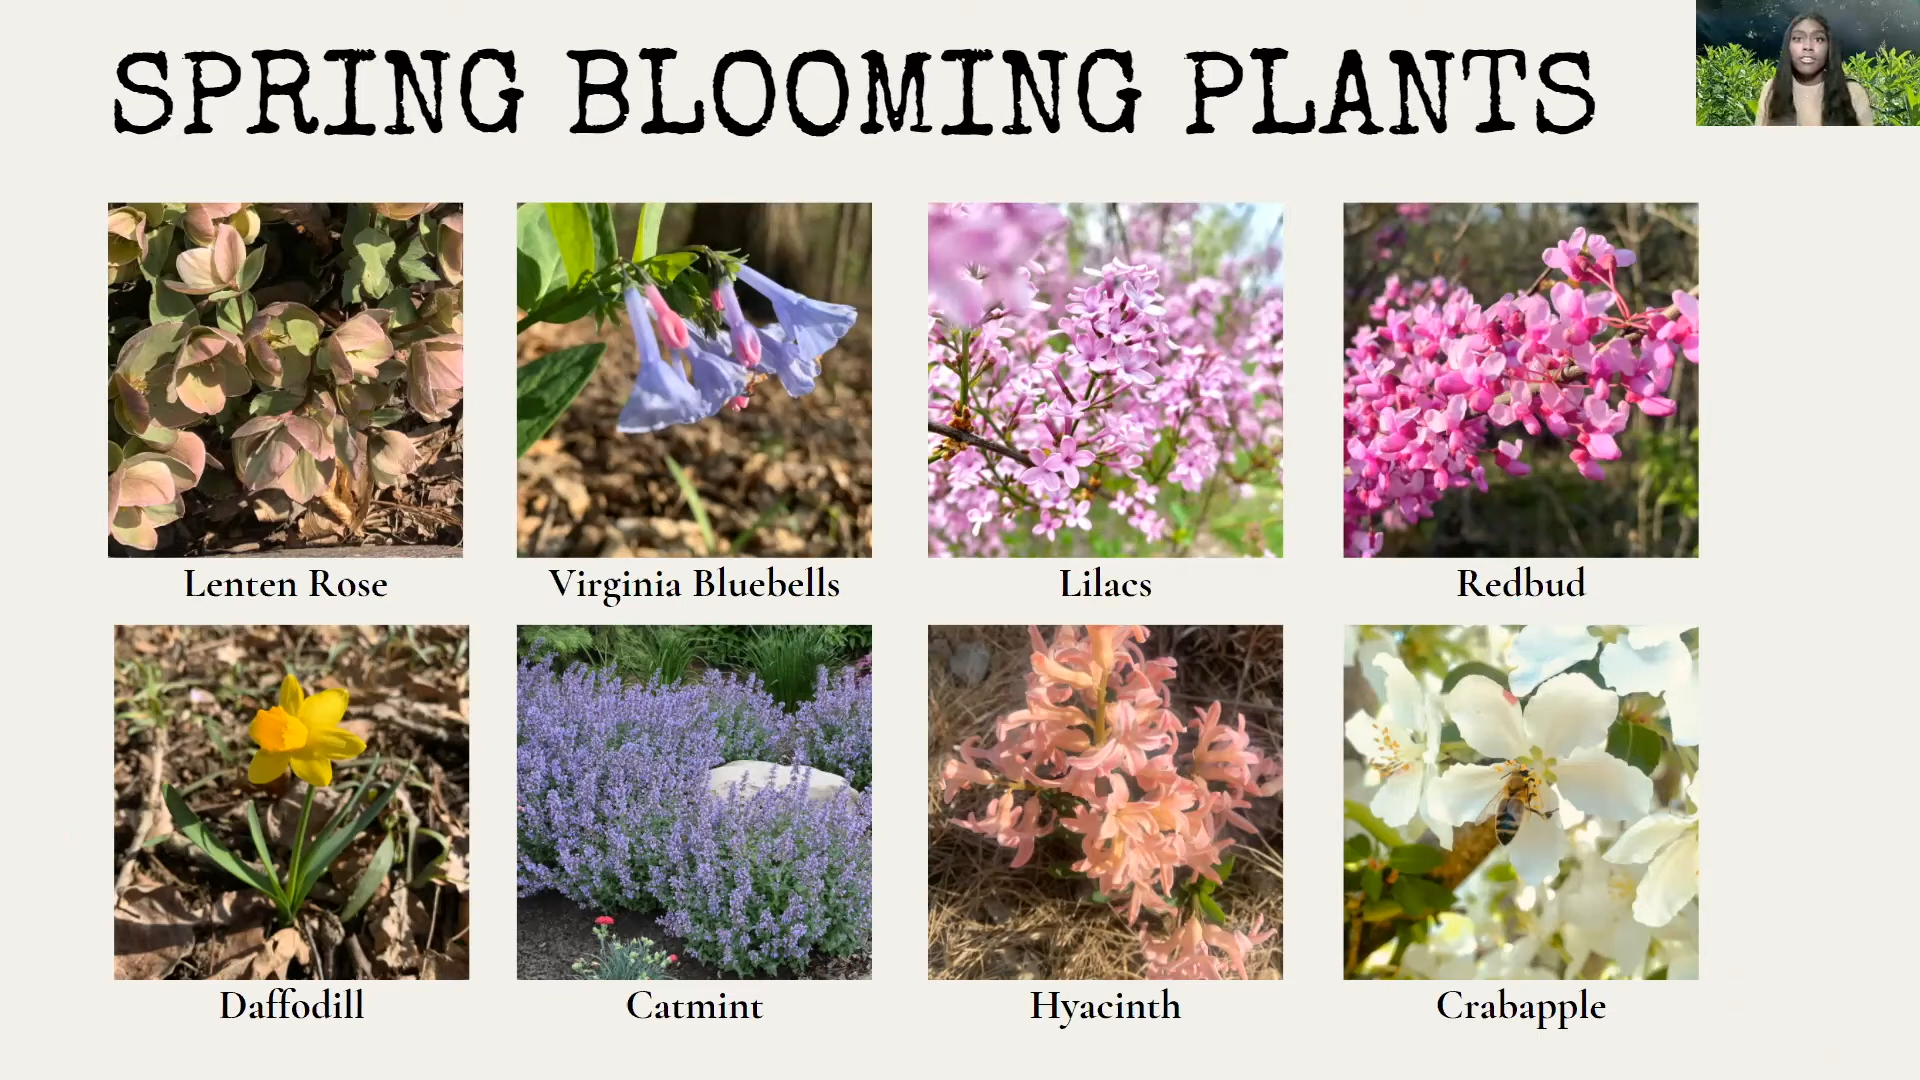 SPRING BLOOMING PLANTS
Lenten Rose
Virginia Bluebells
Lilacs
Redbud
Daffodill
Catmint
Hyacinth
Crabapple